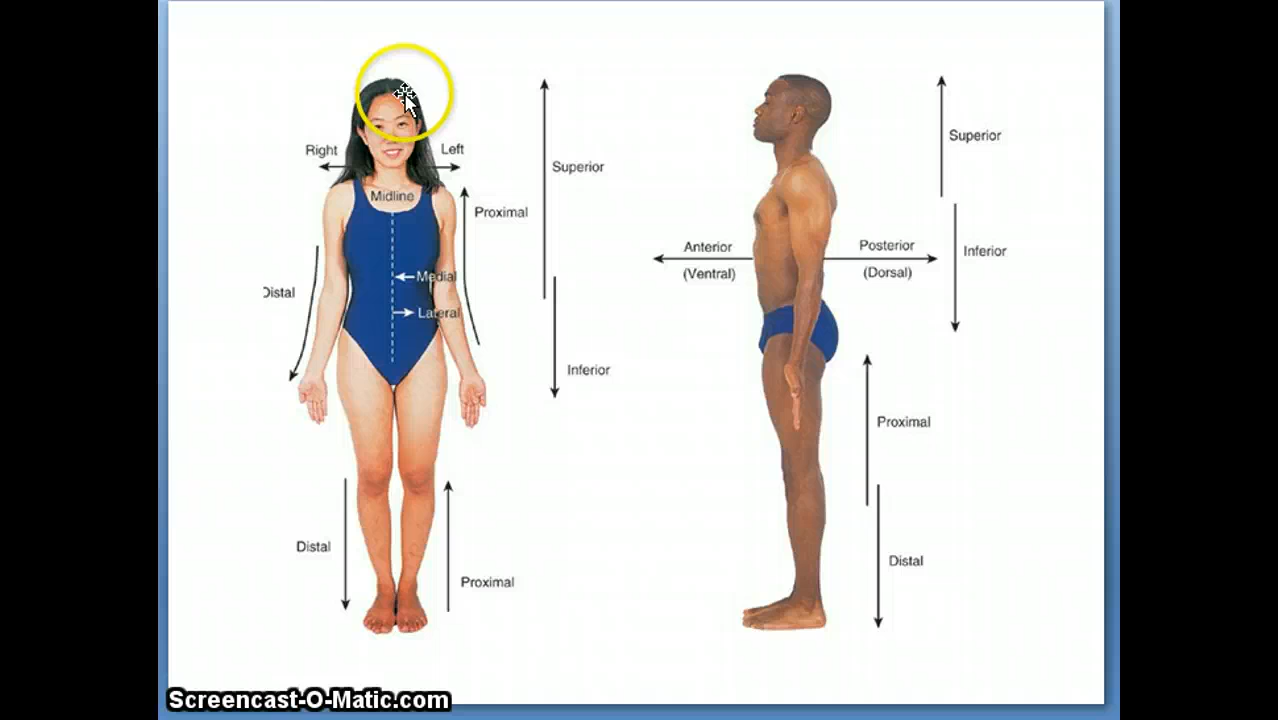 Right
Left
Midline
Proximal
Medial
Lateral
Distal
Superior
Inferior
Distal
Proximal
Anterior
(Ventral)
Posterior
(Dorsal)
Superior
Inferior
Proximal
Distal
Screencast-O-Matic.com